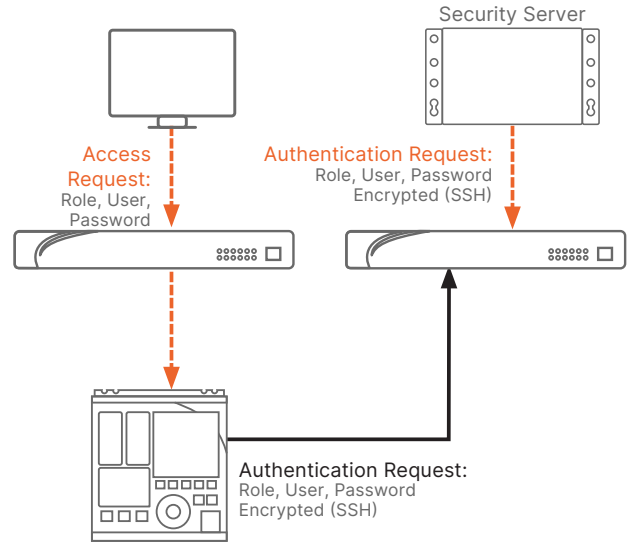 Security Server
Access
Request:
Role, User,
Password
Authentication Request:
Role, User, Password
Encrypted (SSH)
Authentication Request:
Role, User, Password
Encrypted (SSH)